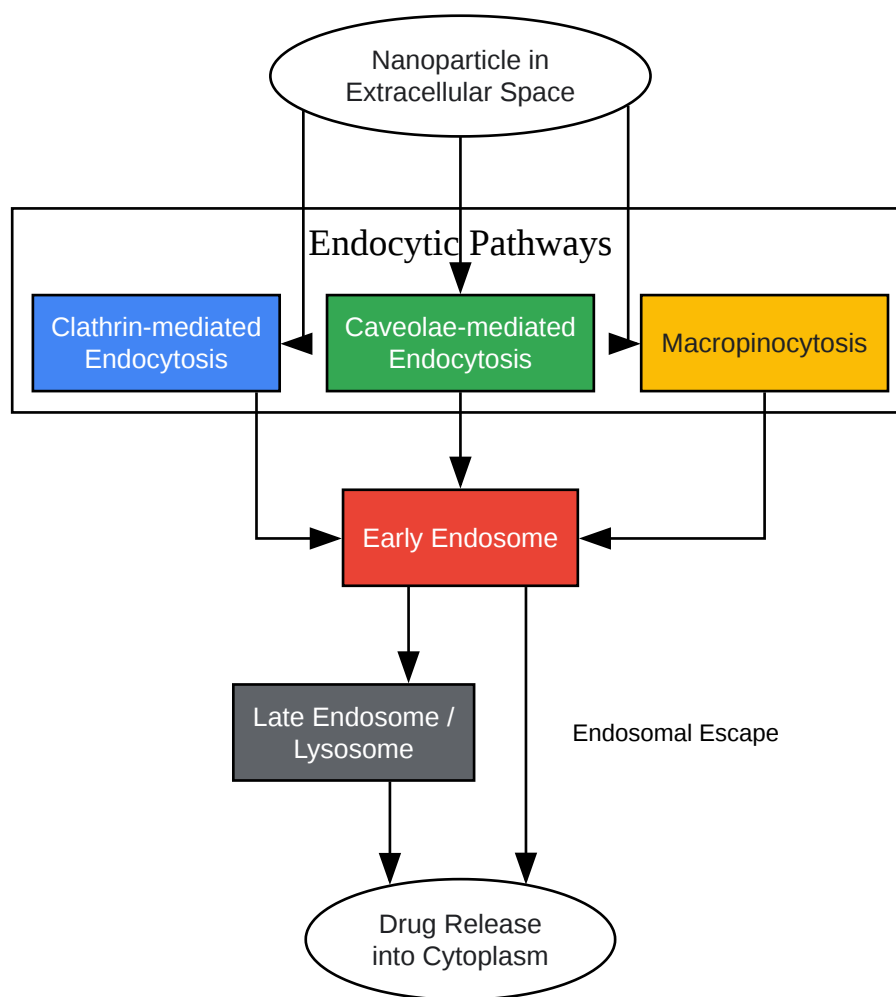 Nanoparticle in
Extracellular Space
Endocytic Pathways
Clathrin-mediated
Endocytosis
Caveolae-mediated
Endocytosis
Macropinocytosis
Early Endosome
Late Endosome /
Lysosome
Endosomal Escape
Drug Release
into Cytoplasm